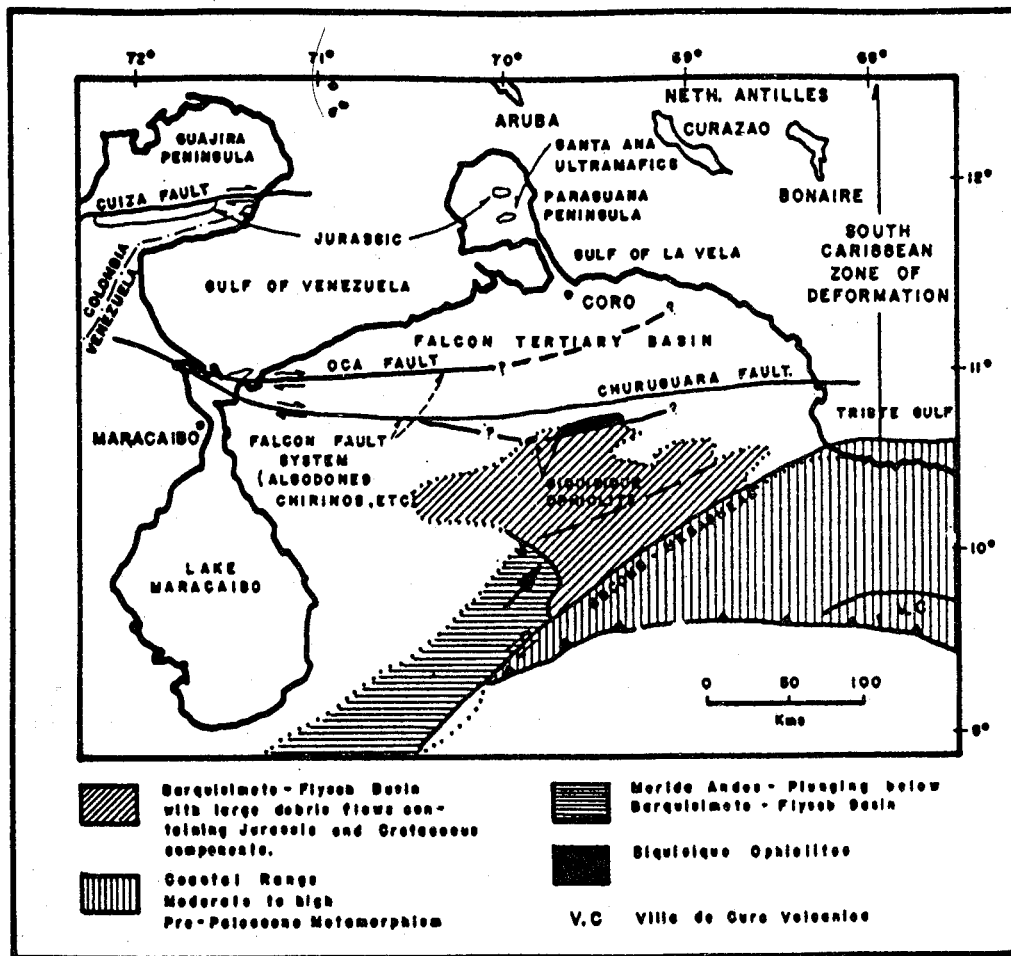 72° 71° 70° 69° 68°
NETH. ANTILLES
ARUBA
CURAZAO
BONAIRE
GUAJIRA
PENINSULA
SANTA ANA
ULTRAMAFICS
12°
CUIZA FAULT
PARAGUANA
PENINSULA
JURASSIC
SOUTH
CARIBBEAN
ZONE OF
DEFORMATION
COLOMBIA
VENEZUELA
GULF OF VENEZUELA
GULF OF LA VELA
CORO
?
FALCON TERTIARY BASIN
OCA FAULT
?
11°
CHURUGUARA FAULT.
TRISTE GULF
MARACAIBO
?
?
FALCON FAULT
SYSTEM
(ALGODONES
CHIRINOS, ETC)
SIQUISIQUE
OPHIOLITE
10°
LAKE
MARACAIBO
V.C
0 50 100
Kms
9°
Barquisimeto - Flysch Basin
with large debris flows con-
taining Jurassic and Cretaceous
components.
Coastal Range
Moderate to high
Pre-Paleocene Metamorphism
Merida Andes - Plunging below
Barquisimeto - Flysch Basin
Siquisique Ophiolites
V.C Villa de Cura Volcanics